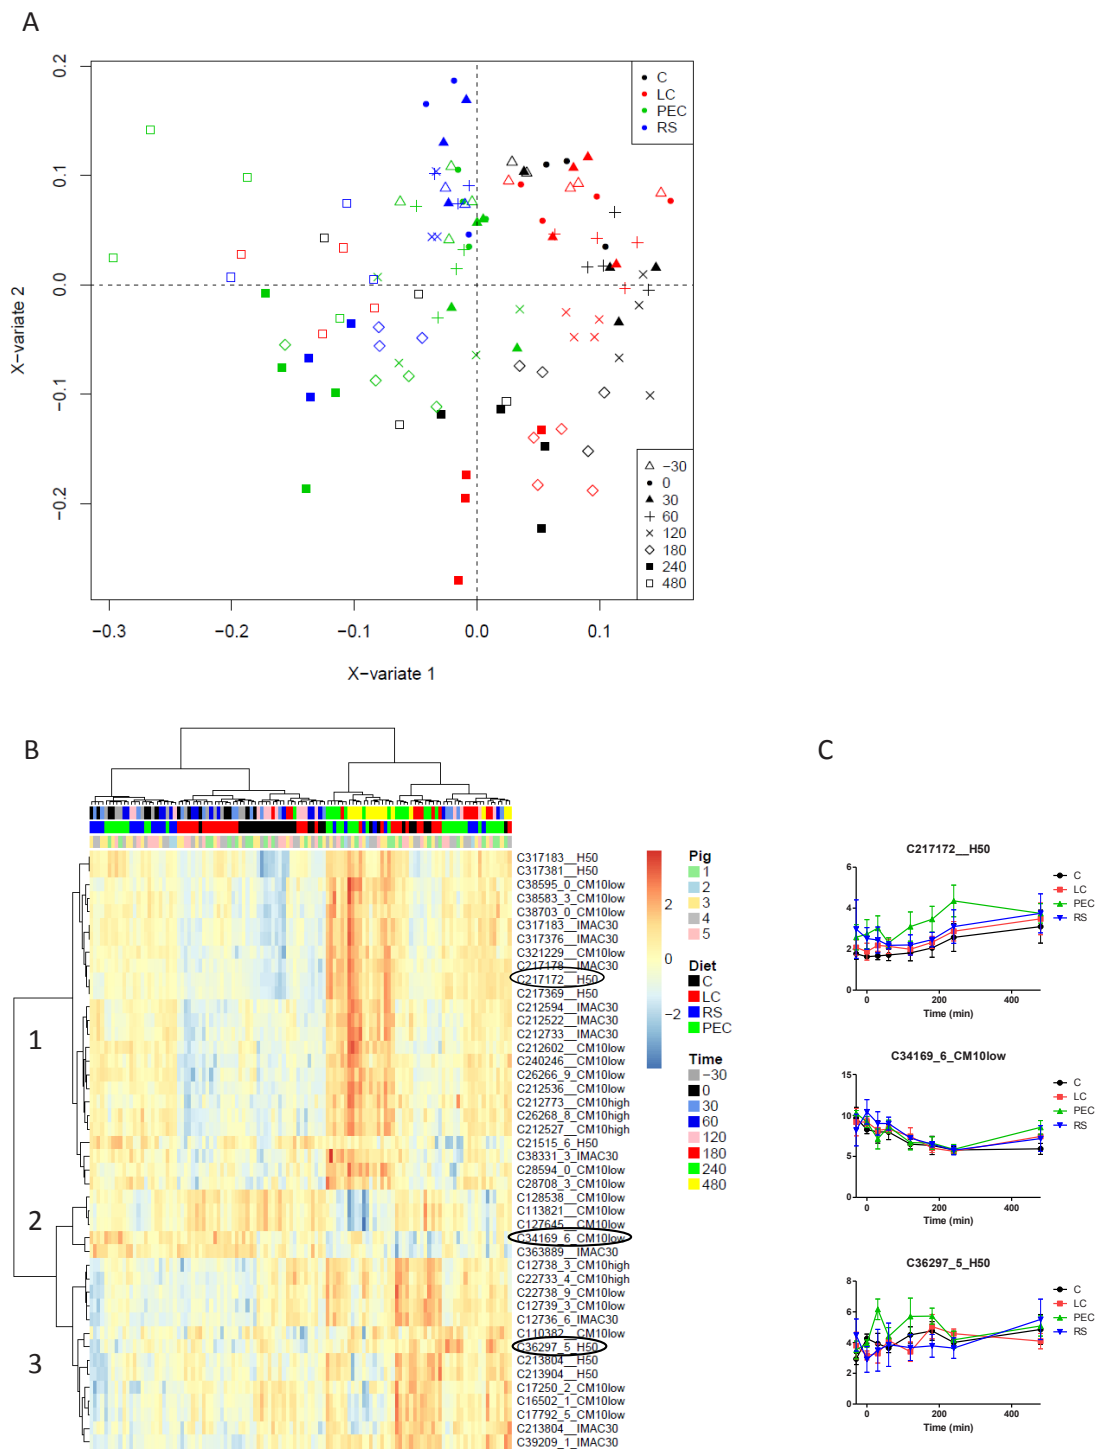 A
0.2
0.1
0.0
−0.1
−0.2
X−variate 2
C
LC
PEC
RS
−30
0
30
60
120
180
240
480
−0.3
−0.2
−0.1
0.0
0.1
X−variate 1
B
1
2
3
C317183__H50
C317381__H50
C38595_0_CM10low
C38583_3_CM10low
C38703_0_CM10low
C317183__IMAC30
C317376__IMAC30
C321229__CM10low
C217178__IMAC30
C217172__H50
C217369__H50
C212594__IMAC30
C212522__IMAC30
C212733__IMAC30
C212602__CM10low
C240246__CM10low
C26266_9_CM10low
C212536__CM10low
C212773__CM10high
C26268_8_CM10high
C212527__CM10high
C21515_6_H50
C38331_3_IMAC30
C28594_0_CM10low
C28708_3_CM10low
C128538__CM10low
C113821__CM10low
C127645__CM10low
C34169_6_CM10low
C363889__IMAC30
C12738_3_CM10high
C22733_4_CM10high
C22738_9_CM10low
C12739_3_CM10low
C12736_6_IMAC30
C110382__CM10low
C36297_5_H50
C213804__H50
C213904__H50
C17250_2_CM10low
C16502_1_CM10low
C17792_5_CM10low
C213804__IMAC30
C39209_1_IMAC30
2
0
−2
Pig
1
2
3
4
5
Diet
C
LC
RS
PEC
Time
−30
0
30
60
120
180
240
480
C
C217172__H50
6
4
2
0
0 200 400
Time (min)
C
LC
PEC
RS
C34169_6_CM10low
15
10
5
0
0 200 400
Time (min)
C
LC
PEC
RS
C36297_5_H50
8
6
4
2
0
0 200 400
Time (min)
C
LC
PEC
RS